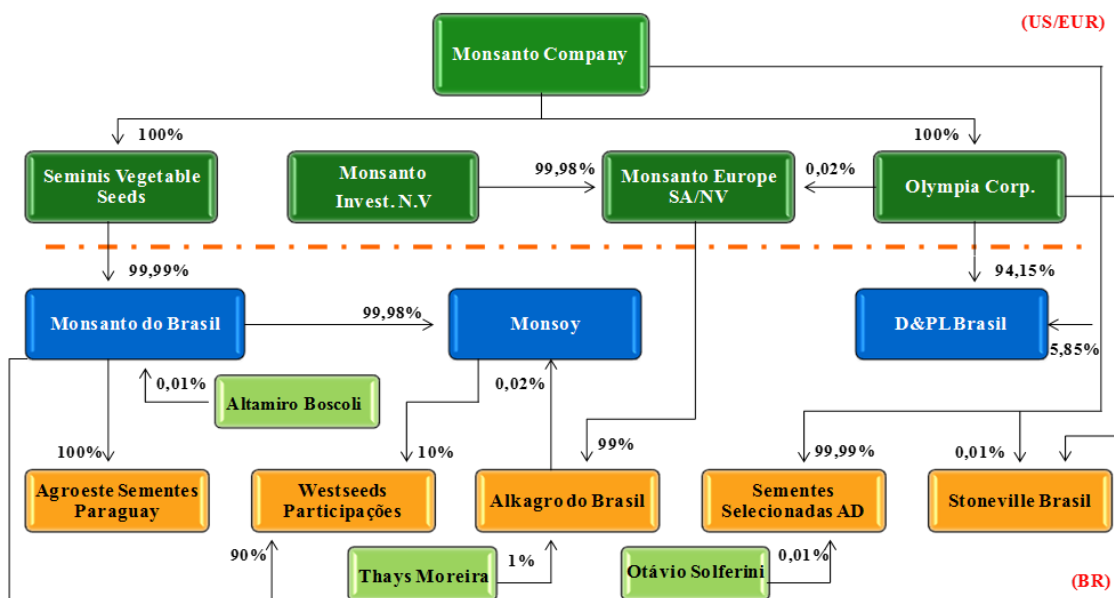 (US/EUR)
Monsanto Company
100%
100%
Seminis Vegetable
Seeds
Monsanto
Invest. N.V
99,98%
Monsanto Europe
SA/NV
0,02%
Olympia Corp.
99,99%
94,15%
Monsanto do Brasil
99,98%
Monsoy
D&PL Brasil
5,85%
0,01%
Altamiro Boscoli
0,02%
100%
10%
99%
99,99%
0,01%
Agroeste Sementes
Paraguay
Westseeds
Participações
Alkagro do Brasil
Sementes
Selecionadas AD
Stoneville Brasil
90%
Thays Moreira
1%
Otávio Solferini
0,01%
(BR)